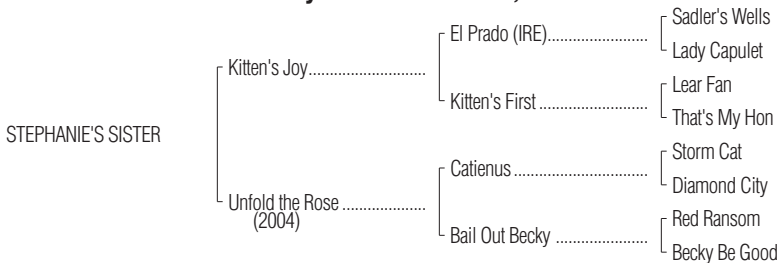 Sadler's Wells
El Prado (IRE)..............................
Lady Capulet
Kitten's Joy............................
Lear Fan
Kitten's First ..............................
That's My Hon
STEPHANIE'S SISTER
Storm Cat
Catienus ..................................
Diamond City
Unfold the Rose .....................
(2004)
Red Ransom
Bail Out Becky ........................
Becky Be Good